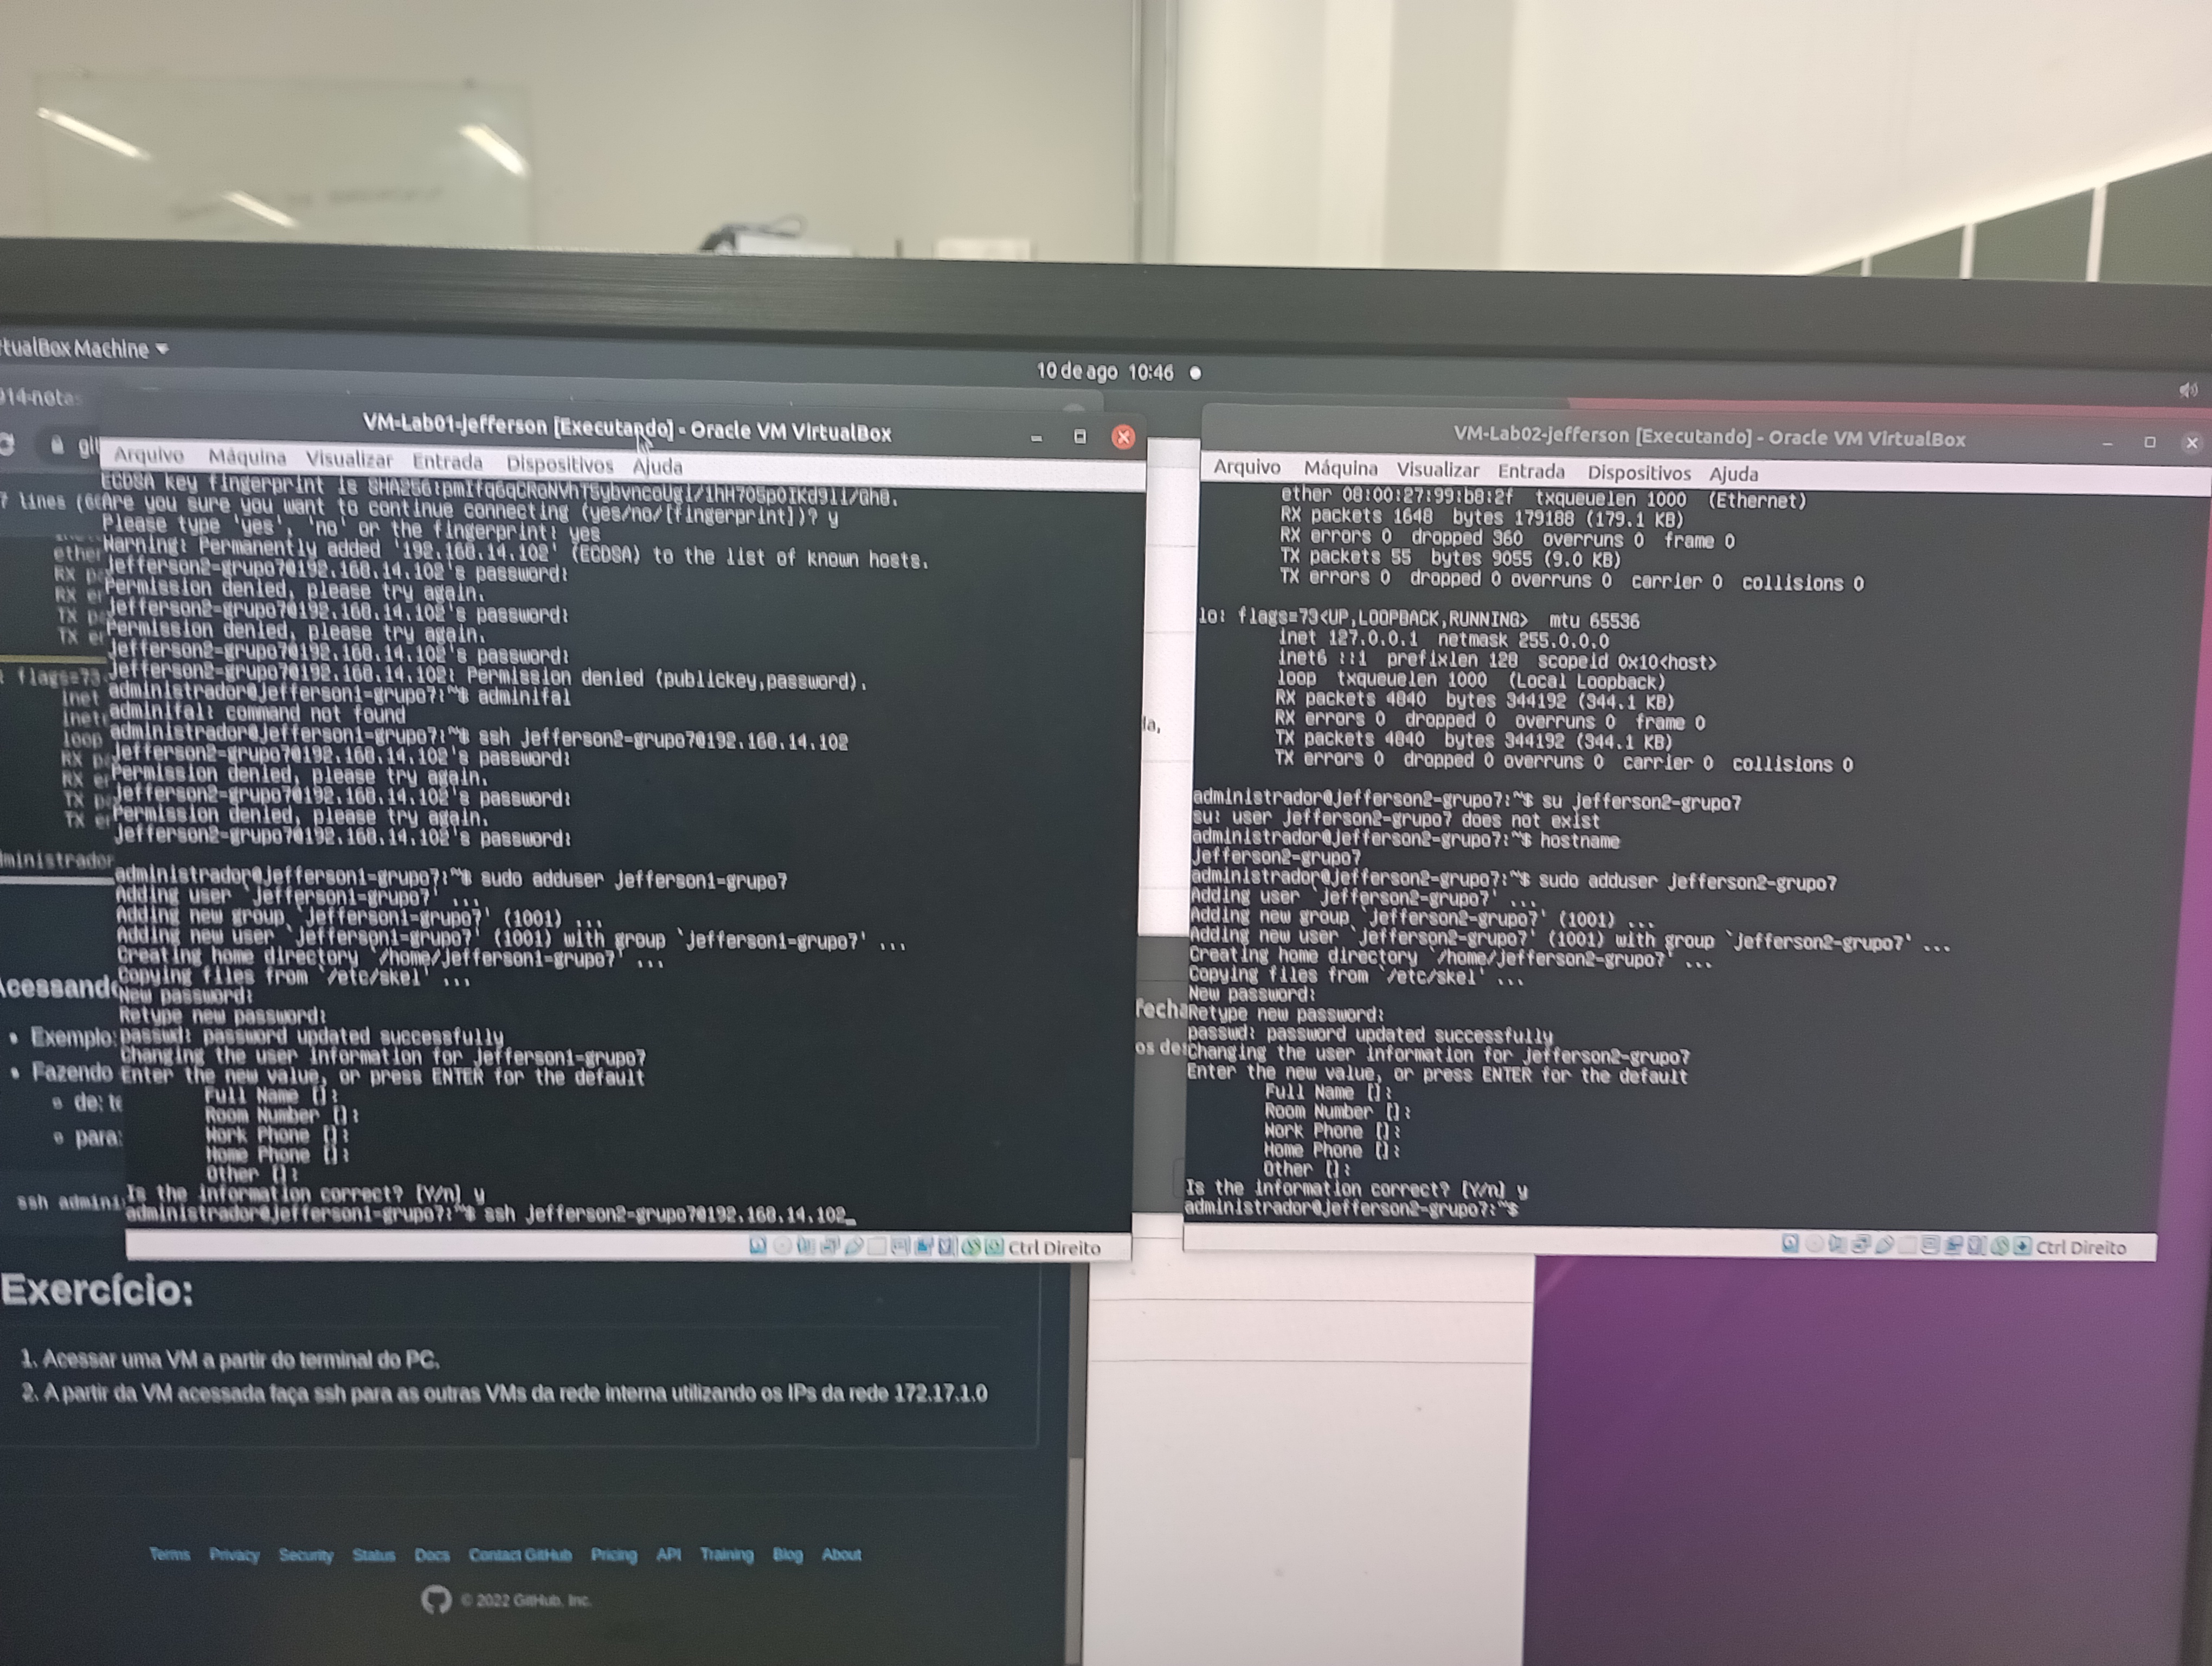 tualBox Machine
10 de ago 10:46
914-notas
VM-Lab01-Jefferson [Executando] - Oracle VM VirtualBox
Arquivo Máquina Visualizar Entrada Dispositivos Ajuda
Are you sure you want to continue connecting (yes/no/[fingerprint])? y
Please type 'yes', 'no' or the fingerprint: yes
Warning: Permanently added '192.168.14.102' (ECDSA) to the list of known hosts.
jefferson2-grupo7@192.168.14.102's password:
Permission denied, please try again.
jefferson2-grupo7@192.168.14.102's password:
Permission denied, please try again.
jefferson2-grupo7@192.168.14.102's password:
jefferson2-grupo7@192.168.14.102: Permission denied (publickey,password).
administrador@jefferson1-grupo7:~$ adminifal
adminifal: command not found
administrador@jefferson1-grupo7:~$ ssh jefferson2-grupo7@192.168.14.102
jefferson2-grupo7@192.168.14.102's password:
Permission denied, please try again.
jefferson2-grupo7@192.168.14.102's password:
Permission denied, please try again.
jefferson2-grupo7@192.168.14.102's password:
administrador@jefferson1-grupo7:~$ sudo adduser jefferson1-grupo7
Adding user `jefferson1-grupo7' ...
Adding new group `jefferson1-grupo7' (1001) ...
Adding new user `jefferson1-grupo7' (1001) with group `jefferson1-grupo7' ...
Creating home directory `/home/jefferson1-grupo7' ...
Copying files from `/etc/skel' ...
New password:
Retype new password:
passwd: password updated successfully
Changing the user information for jefferson1-grupo7
Enter the new value, or press ENTER for the default
Full Name []:
Room Number []:
Work Phone []:
Home Phone []:
Other []:
Is the information correct? [Y/n] y
administrador@jefferson1-grupo7:~$ ssh jefferson2-grupo7@192.168.14.102_
Ctrl Direito
VM-Lab02-jefferson [Executando] - Oracle VM VirtualBox
Arquivo Máquina Visualizar Entrada Dispositivos Ajuda
ether 08:00:27:99:b8:2f txqueuelen 1000 (Ethernet)
RX packets 1648 bytes 179188 (179.1 KB)
RX errors 0 dropped 360 overruns 0 frame 0
TX packets 55 bytes 9055 (9.0 KB)
TX errors 0 dropped 0 overruns 0 carrier 0 collisions 0
lo: flags=73<UP,LOOPBACK,RUNNING> mtu 65536
inet 127.0.0.1 netmask 255.0.0.0
inet6 ::1 prefixlen 128 scopeid 0x10<host>
loop txqueuelen 1000 (Local Loopback)
RX packets 4040 bytes 344192 (344.1 KB)
RX errors 0 dropped 0 overruns 0 frame 0
TX packets 4040 bytes 344192 (344.1 KB)
TX errors 0 dropped 0 overruns 0 carrier 0 collisions 0
administrador@jefferson2-grupo7:~$ su jefferson2-grupo7
su: user jefferson2-grupo7 does not exist
administrador@jefferson2-grupo7:~$ hostname
jefferson2-grupo7
administrador@jefferson2-grupo7:~$ sudo adduser jefferson2-grupo7
Adding user `jefferson2-grupo7' ...
Adding new group `jefferson2-grupo7' (1001) ...
Adding new user `jefferson2-grupo7' (1001) with group `jefferson2-grupo7' ...
Creating home directory `/home/jefferson2-grupo7' ...
Copying files from `/etc/skel' ...
New password:
Retype new password:
passwd: password updated successfully
Changing the user information for jefferson2-grupo7
Enter the new value, or press ENTER for the default
Full Name []:
Room Number []:
Work Phone []:
Home Phone []:
Other []:
Is the information correct? [Y/n] y
administrador@jefferson2-grupo7:~$
Ctrl Direito
Exemplo:
Fazendo
para:
ssh admini
Exercício:
1. Acessar uma VM a partir do terminal do PC.
2. A partir da VM acessada faça ssh para as outras VMs da rede interna utilizando os IPs da rede 172.17.1.0
Terms Privacy Security Status Docs Contact GitHub Pricing API Training Blog About
© 2022 GitHub, Inc.